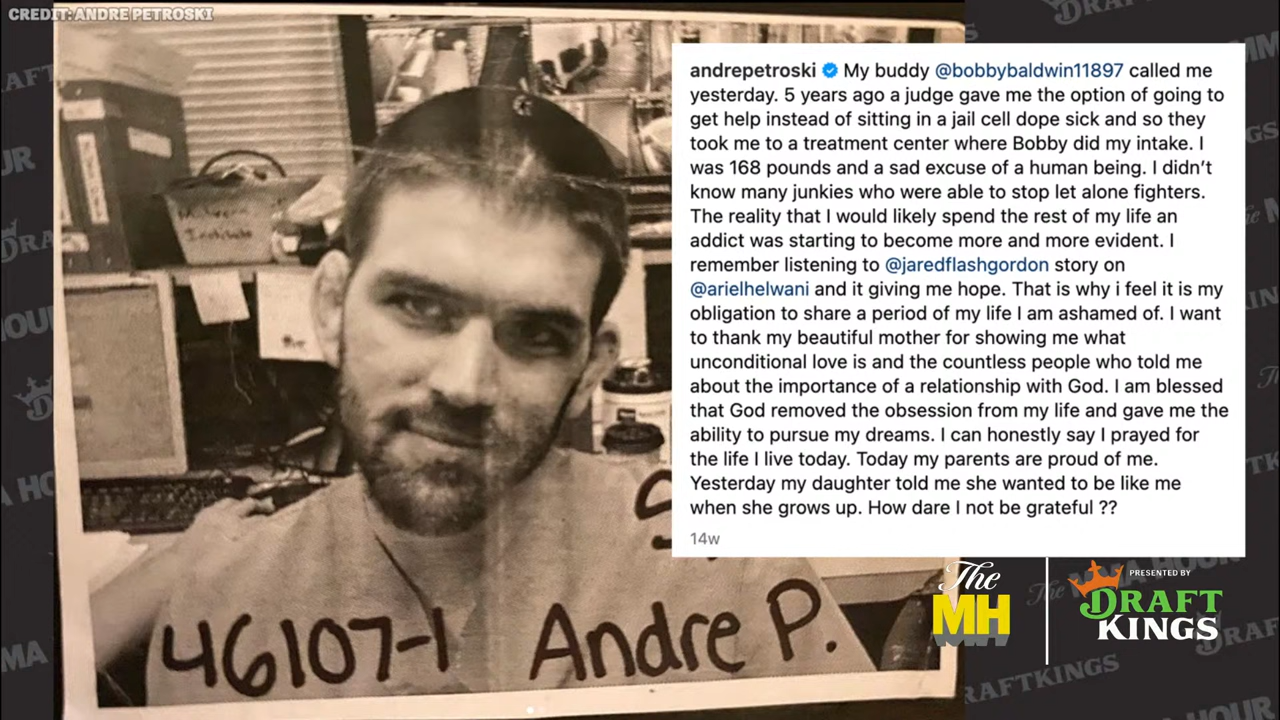 CREDIT: ANDRE PETROSKI
andrepetroski My buddy @bobbybaldwin11897 called me
yesterday. 5 years ago a judge gave me the option of going to
get help instead of sitting in a jail cell dope sick and so they
took me to a treatment center where Bobby did my intake. I
was 168 pounds and a sad excuse of a human being. I didn’t
know many junkies who were able to stop let alone fighters.
The reality that I would likely spend the rest of my life an
addict was starting to become more and more evident. I
remember listening to @jaredflashgordon story on
@arielhelwani and it giving me hope. That is why i feel it is my
obligation to share a period of my life I am ashamed of. I want
to thank my beautiful mother for showing me what
unconditional love is and the countless people who told me
about the importance of a relationship with God. I am blessed
that God removed the obsession from my life and gave me the
ability to pursue my dreams. I can honestly say I prayed for
the life I live today. Today my parents are proud of me.
Yesterday my daughter told me she wanted to be like me
when she grows up. How dare I not be grateful ??
14w
Institute
46107-1 Andre P.
The
MH
PRESENTED BY
DRAFT
KINGS